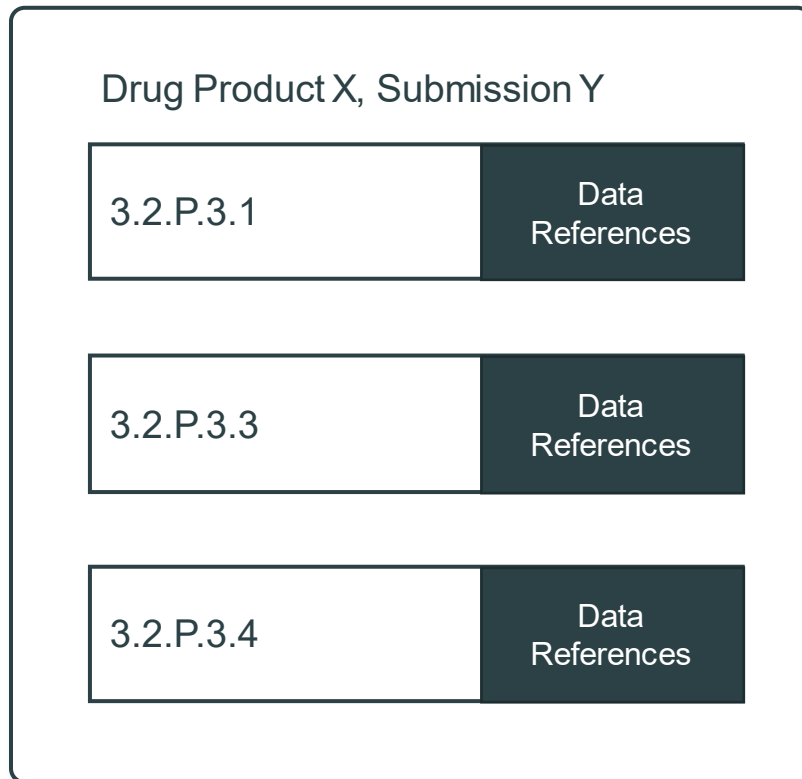 Drug Product X, Submission Y
3.2.P.3.1
Data
References
3.2.P.3.3
Data
References
3.2.P.3.4
Data
References